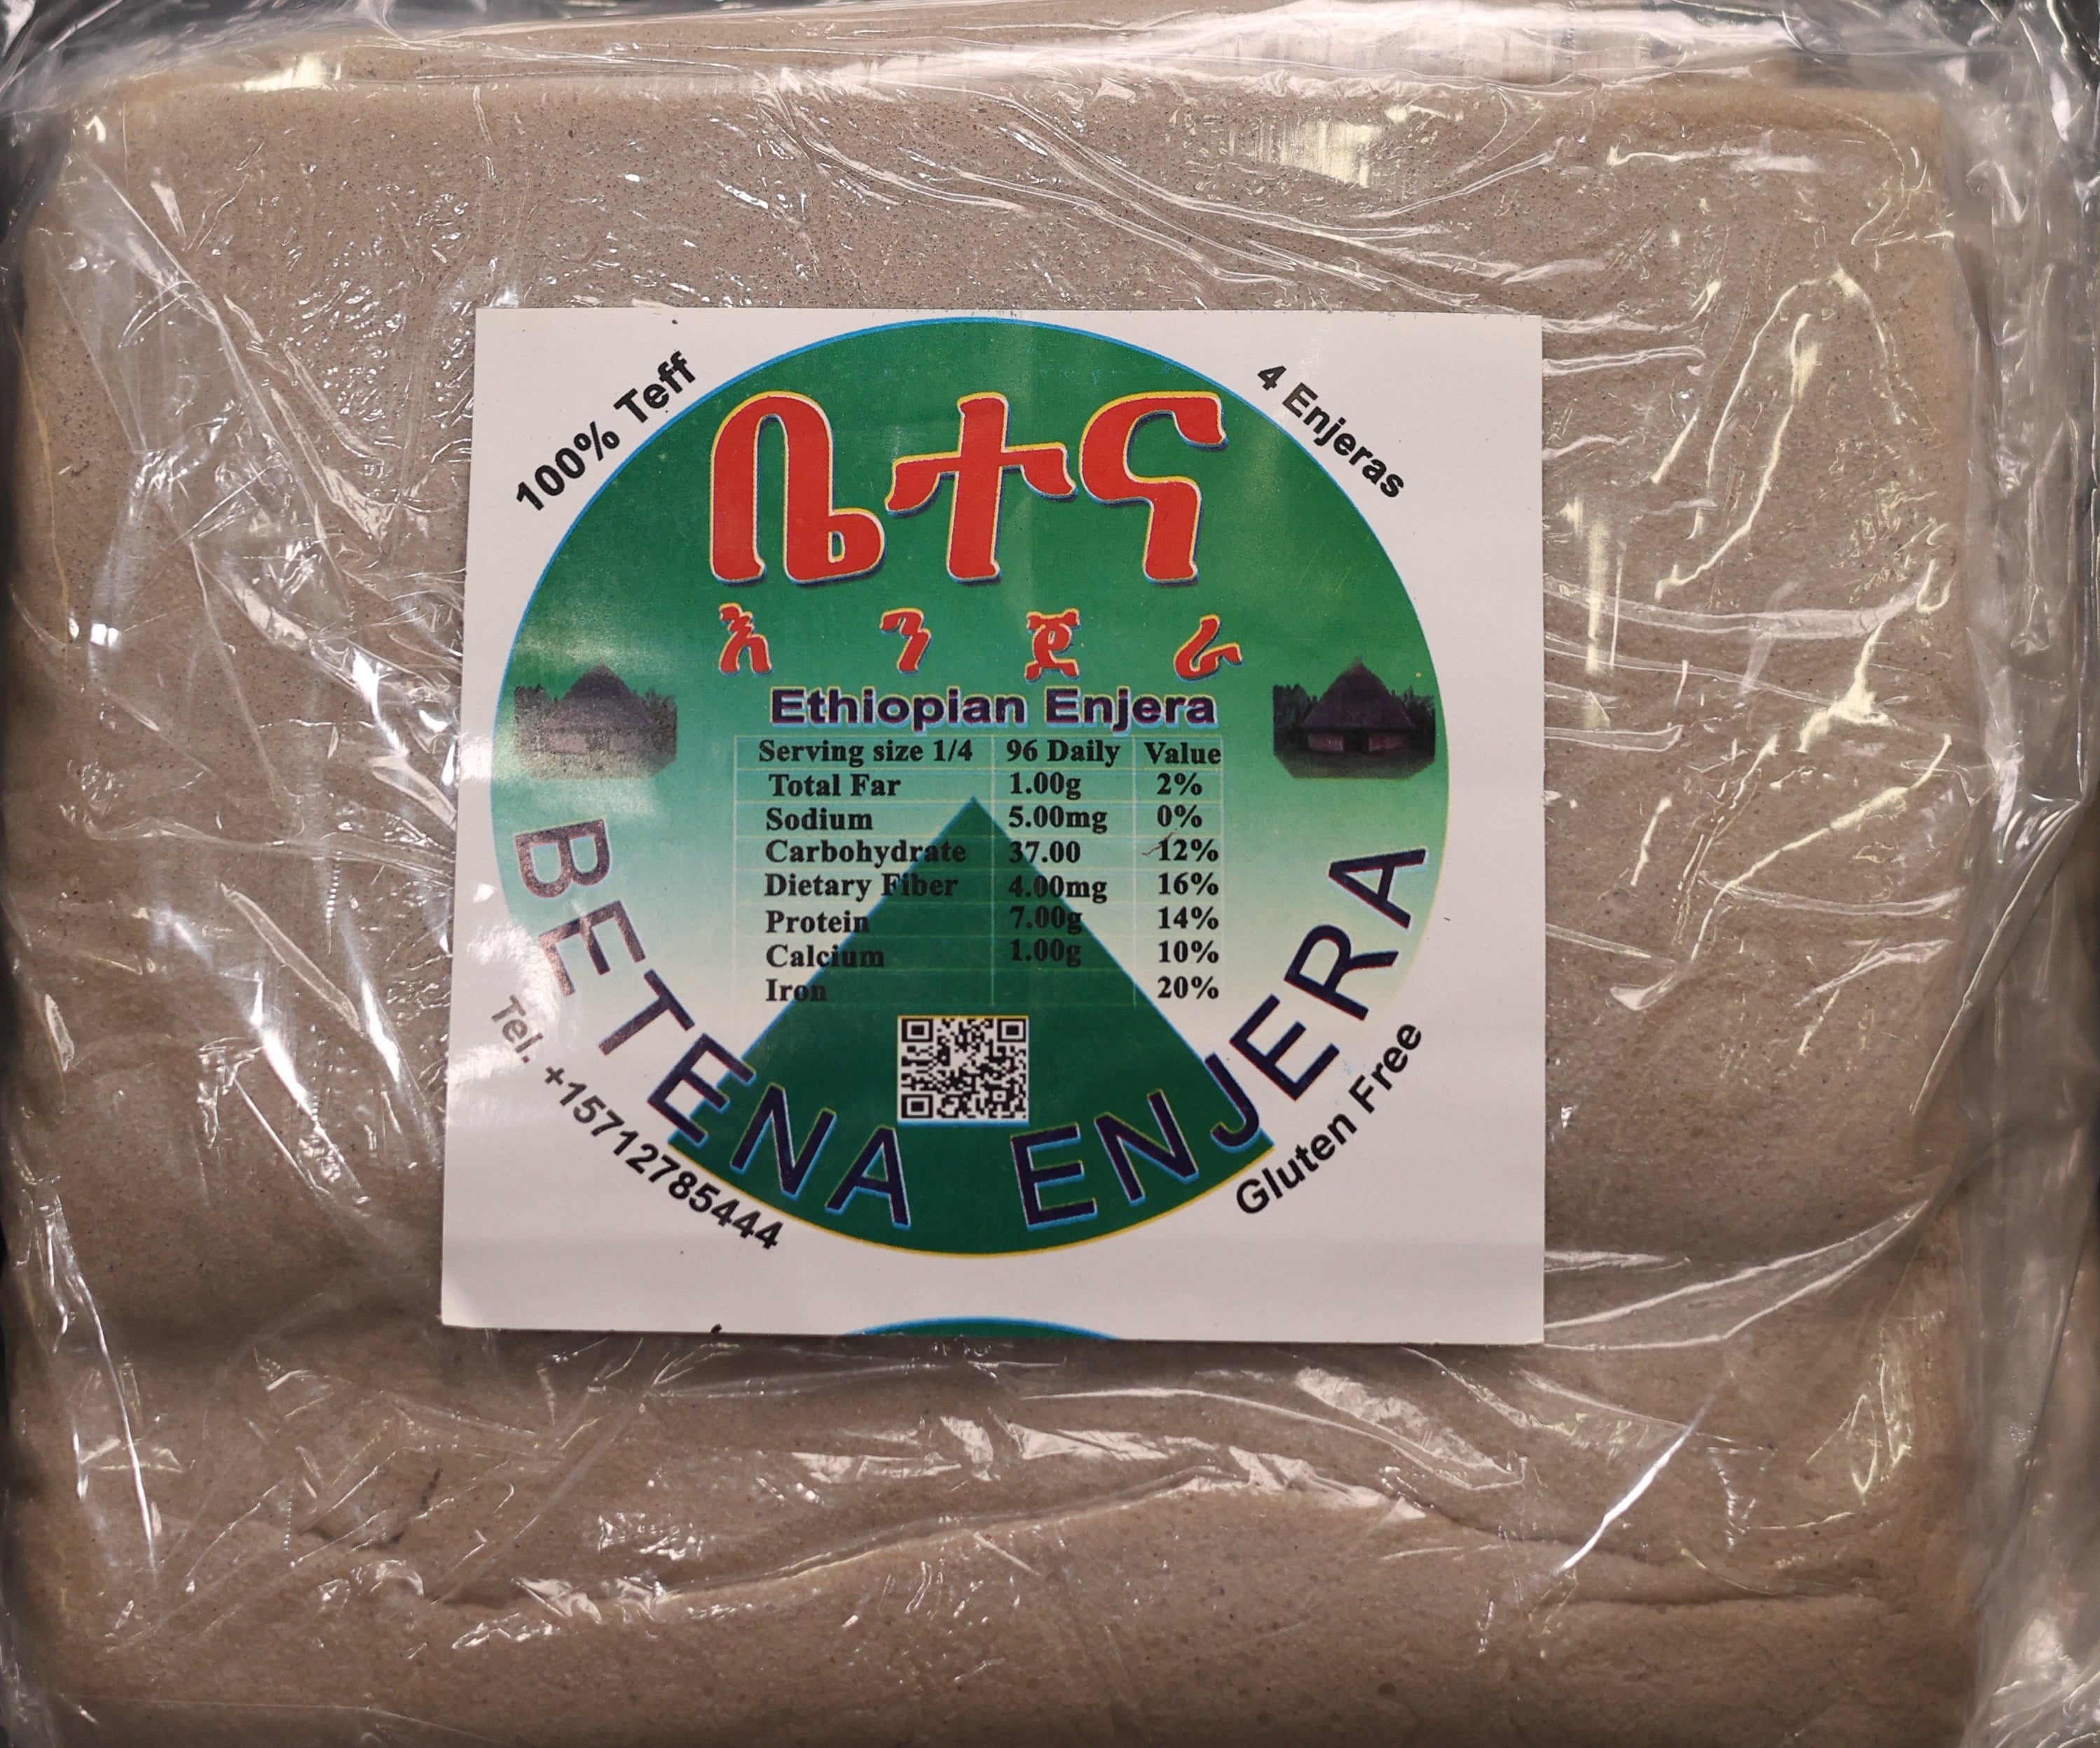 100% Teff
4 Enjeras
ቤተና
እንጀራ
Ethiopian Enjera
Serving size 1/4 96 Daily Value
Total Far 1.00g 2%
Sodium 5.00mg 0%
Carbohydrate 37.00 12%
Dietary Fiber 4.00mg 16%
Protein 7.00g 14%
Calcium 1.00g 10%
Iron 20%
BETENA ENJERA
Tel. +15712785444
Gluten Free